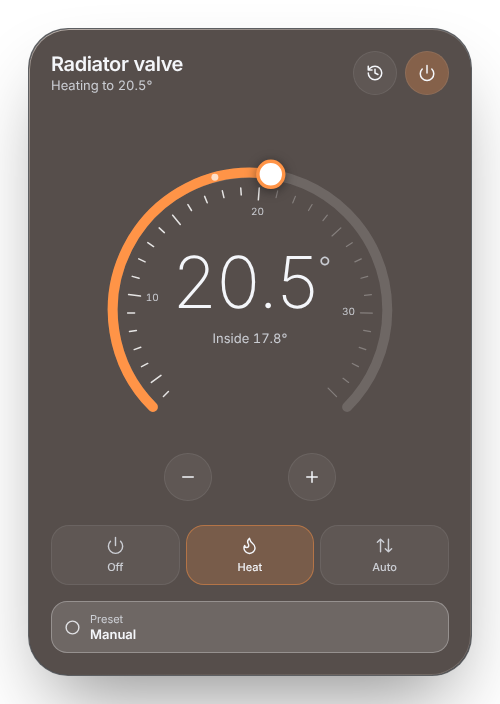 Radiator valve
Heating to 20.5°
20
20.5°
10
30
Inside 17.8°
Off
Heat
Auto
Preset
Manual